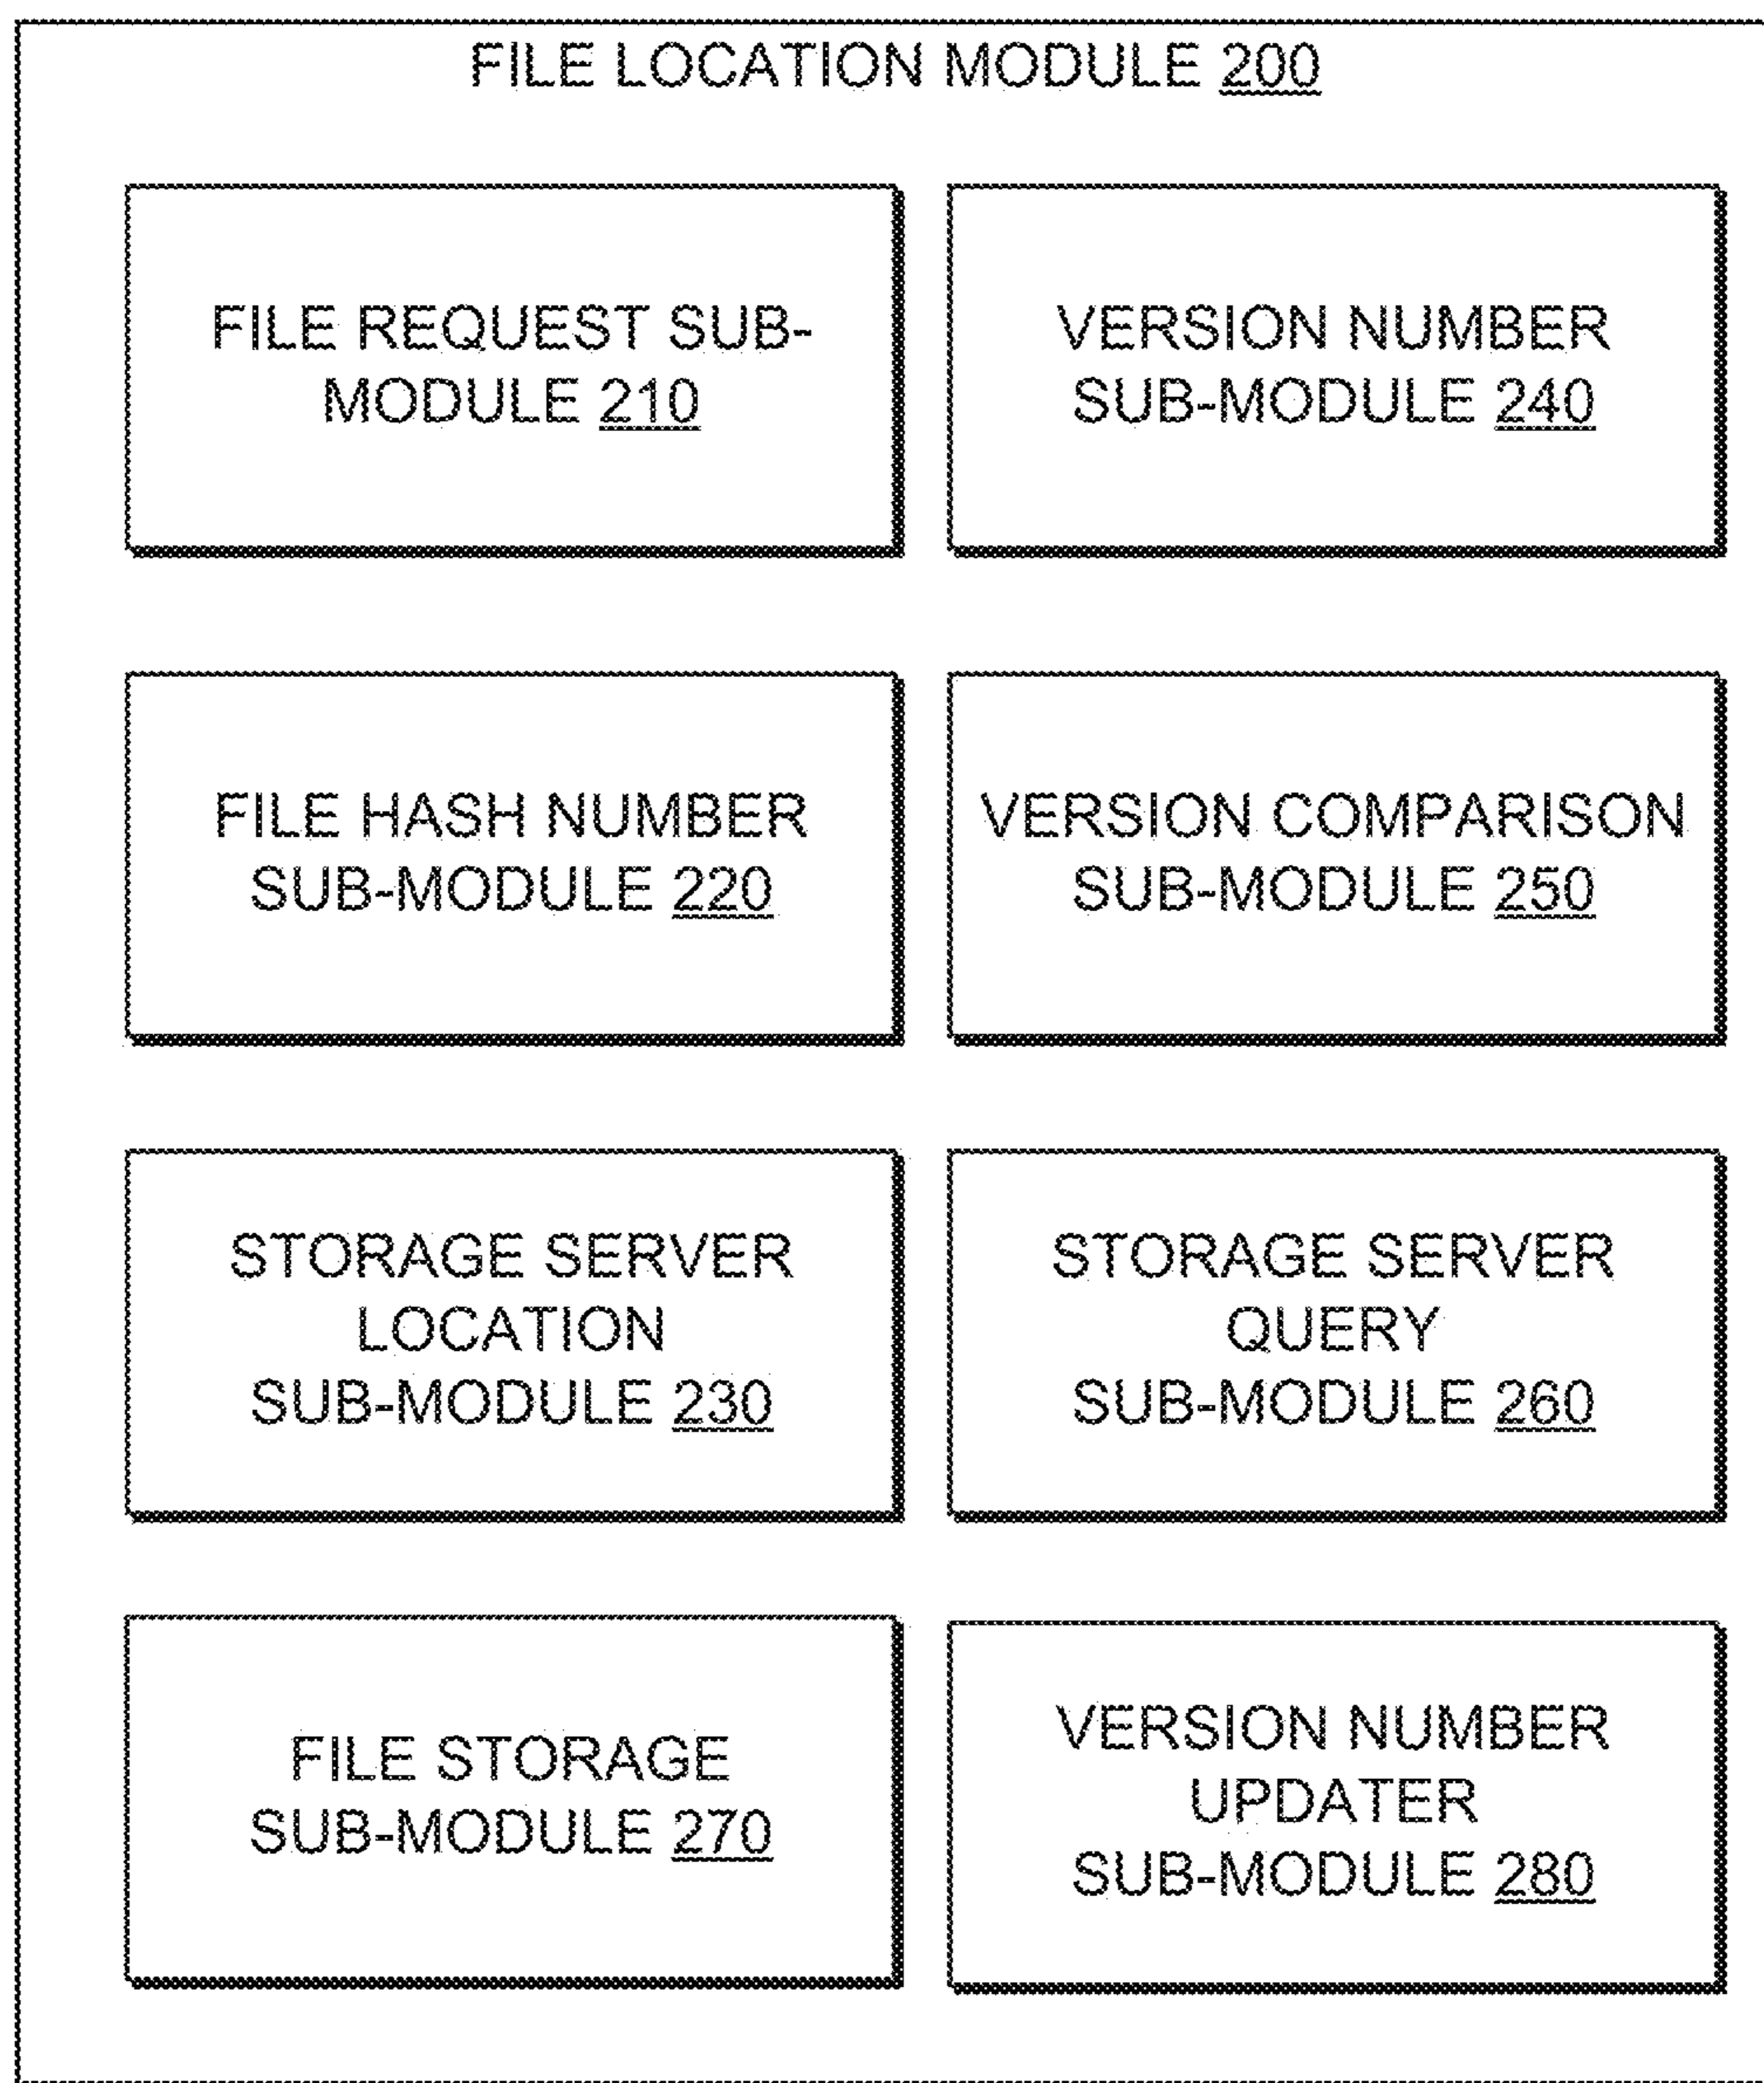 FILE LOCATION MODULE 200
FILE REQUEST SUB-
MODULE 210
VERSION NUMBER
SUB-MODULE 240
FILE HASH NUMBER
SUB-MODULE 220
VERSION COMPARISON
SUB-MODULE 250
STORAGE SERVER
LOCATION
SUB-MODULE 230
STORAGE SERVER
QUERY
SUB-MODULE 260
FILE STORAGE
SUB-MODULE 270
VERSION NUMBER
UPDATER
SUB-MODULE 280